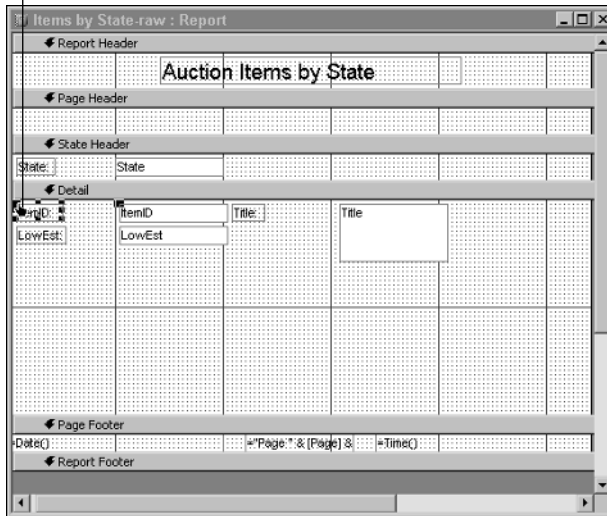 Items by State-raw : Report
Report Header
Auction Items by State
Page Header
State Header
State: State
Detail
ItemID: ItemID Title: Title
LowEst: LowEst
Page Footer
=Date() ="Page " & [Page] & =Time()
Report Footer